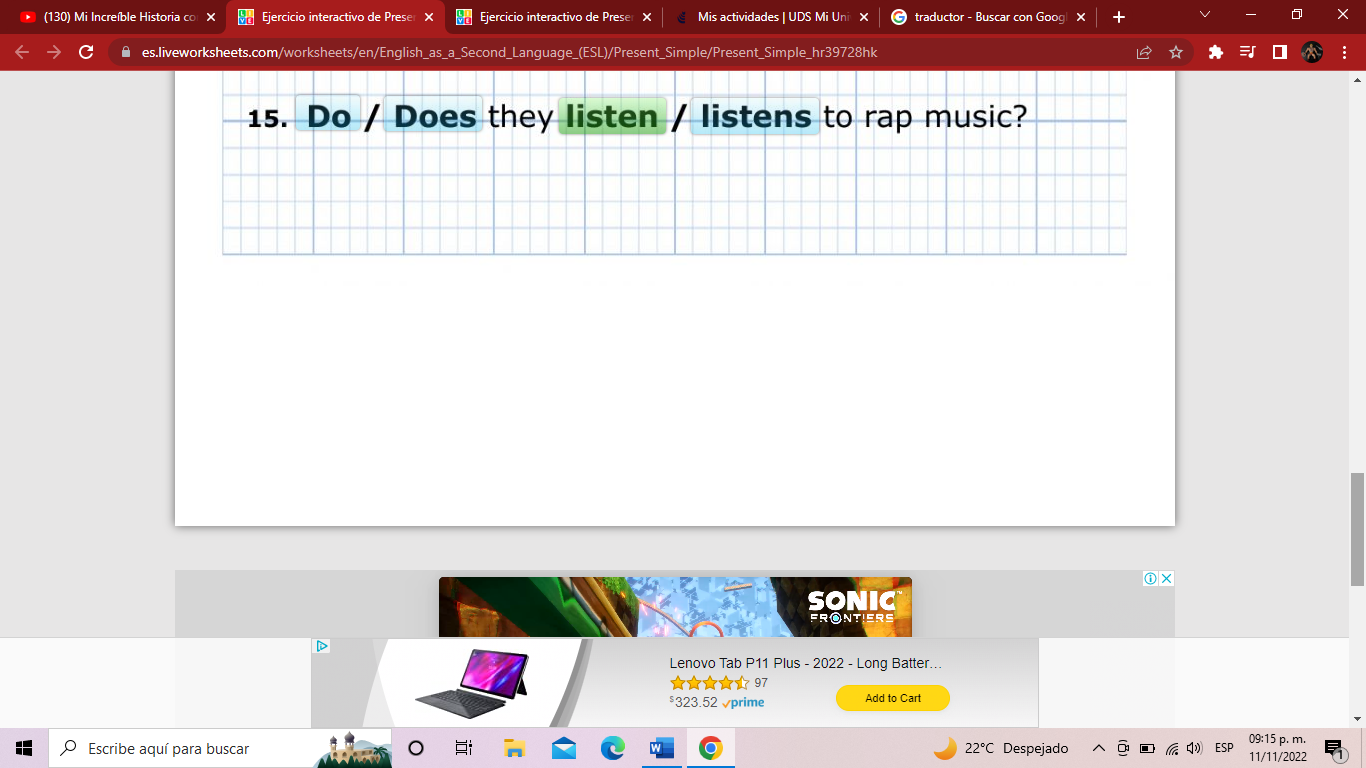 (130) Mi Increíble Historia co
Ejercicio interactivo de Preser
Ejercicio interactivo de Preser
Mis actividades | UDS Mi Uni
traductor - Buscar con Googl
es.liveworksheets.com/worksheets/en/English_as_a_Second_Language_(ESL)/Present_Simple/Present_Simple_hr39728hk
15. Do / Does they listen / listens to rap music?
SONIC
FRONTIERS
Lenovo Tab P11 Plus - 2022 - Long Batter...
97
$323.52 prime
Add to Cart
Escribe aquí para buscar
22°C Despejado
ESP
09:15 p. m.
11/11/2022
1